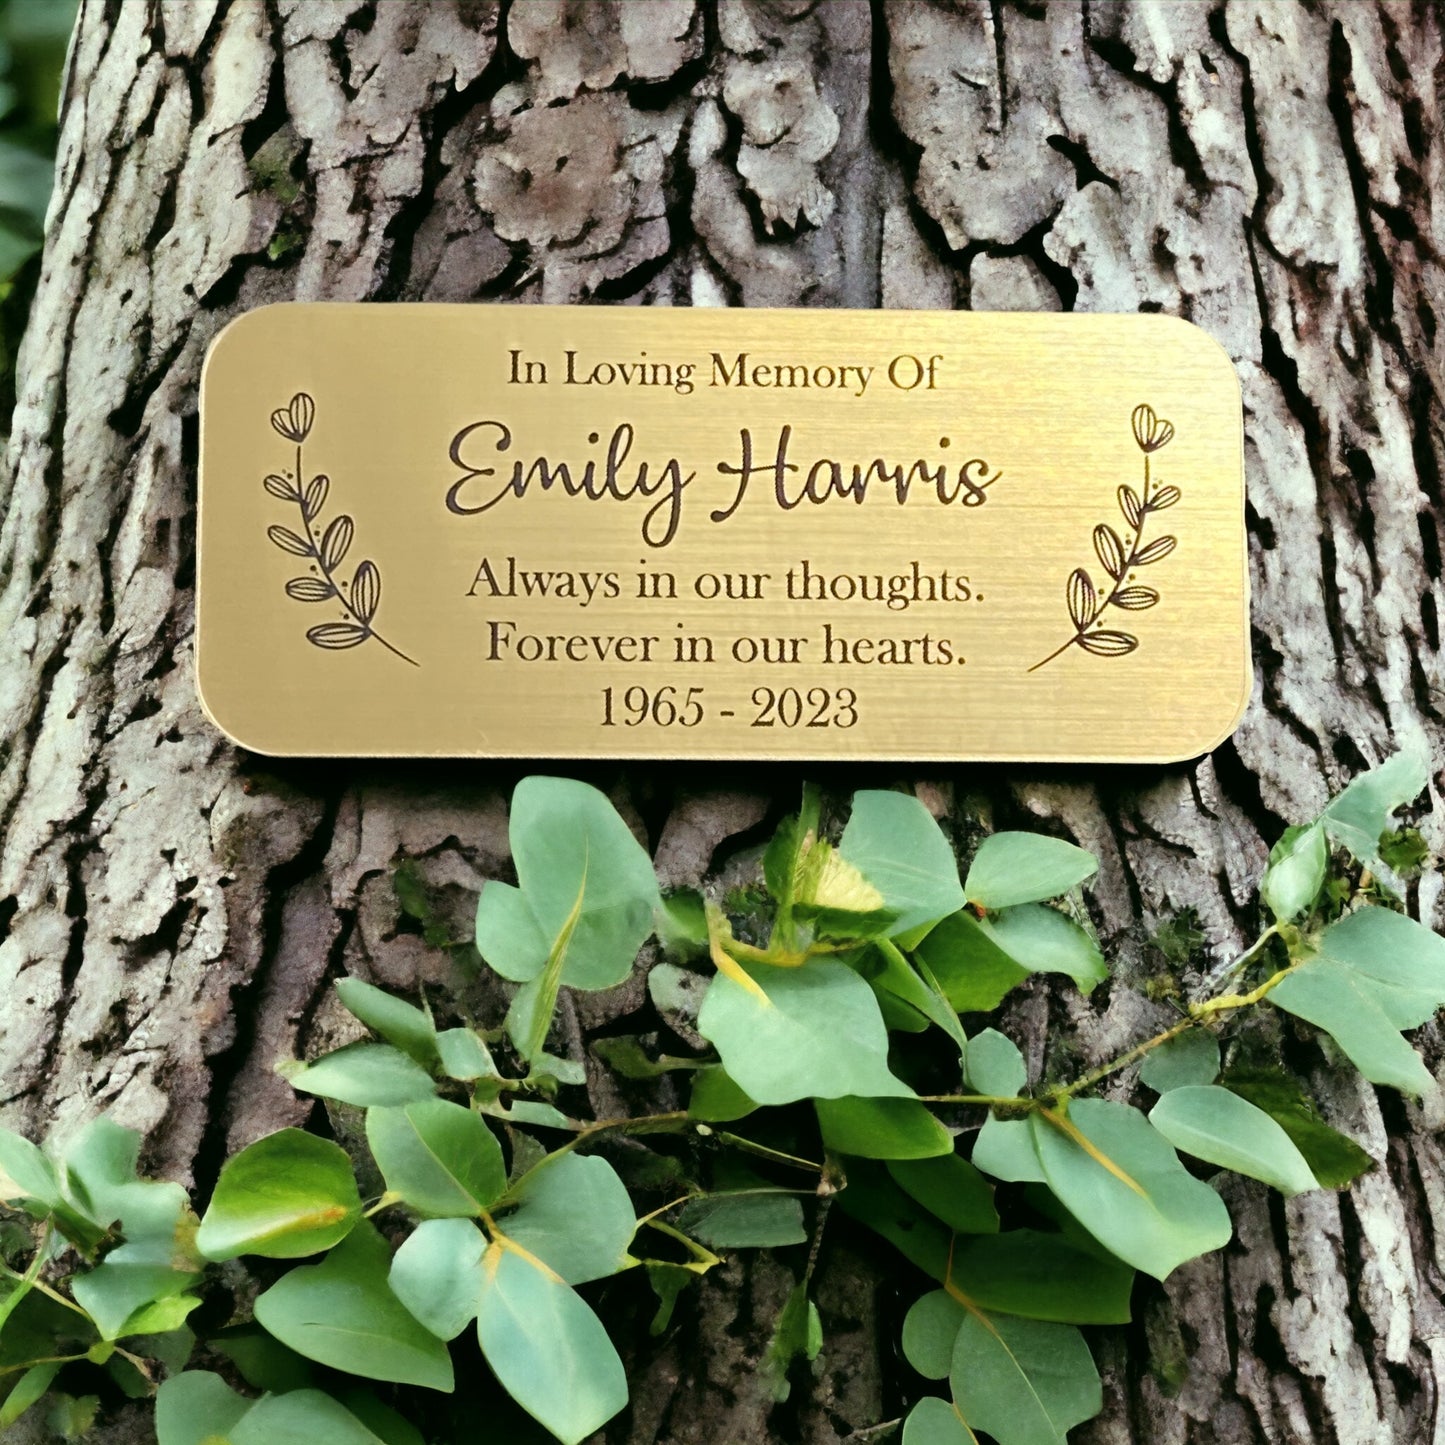 In Loving Memory Of
Emily Harris
Always in our thoughts.
Forever in our hearts.
1965 - 2023